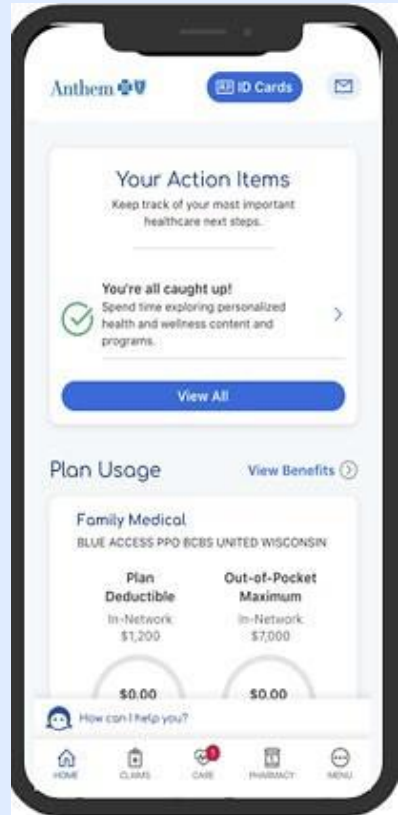 Anthem
ID Cards
Your Action Items
Keep track of your most important
healthcare next steps.
You're all caught up!
Spend time exploring personalized
health and wellness content and
programs.
View All
Plan Usage
View Benefits
Family Medical
BLUE ACCESS PPO BCBS UNITED WISCONSIN
Plan
Deductible
In-Network
$1,200
Out-of-Pocket
Maximum
In-Network
$7,000
$0.00
$0.00
How can I help you?
1
HOME
CLAIMS
CARE
PHARMACY
MENU